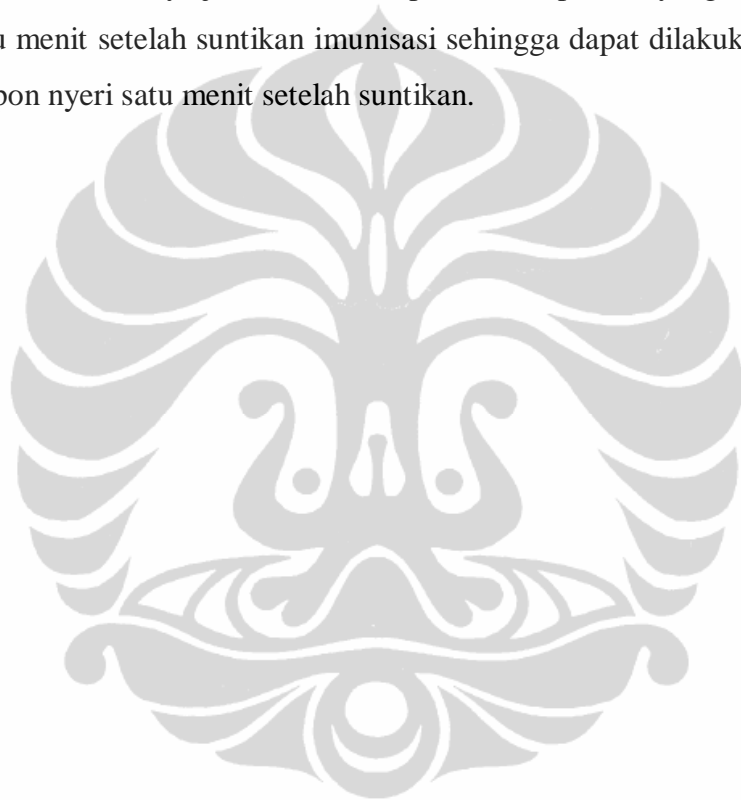 u menit setelah suntikan imunisasi sehingga dapat dilakuk
pon nyeri satu menit setelah suntikan.